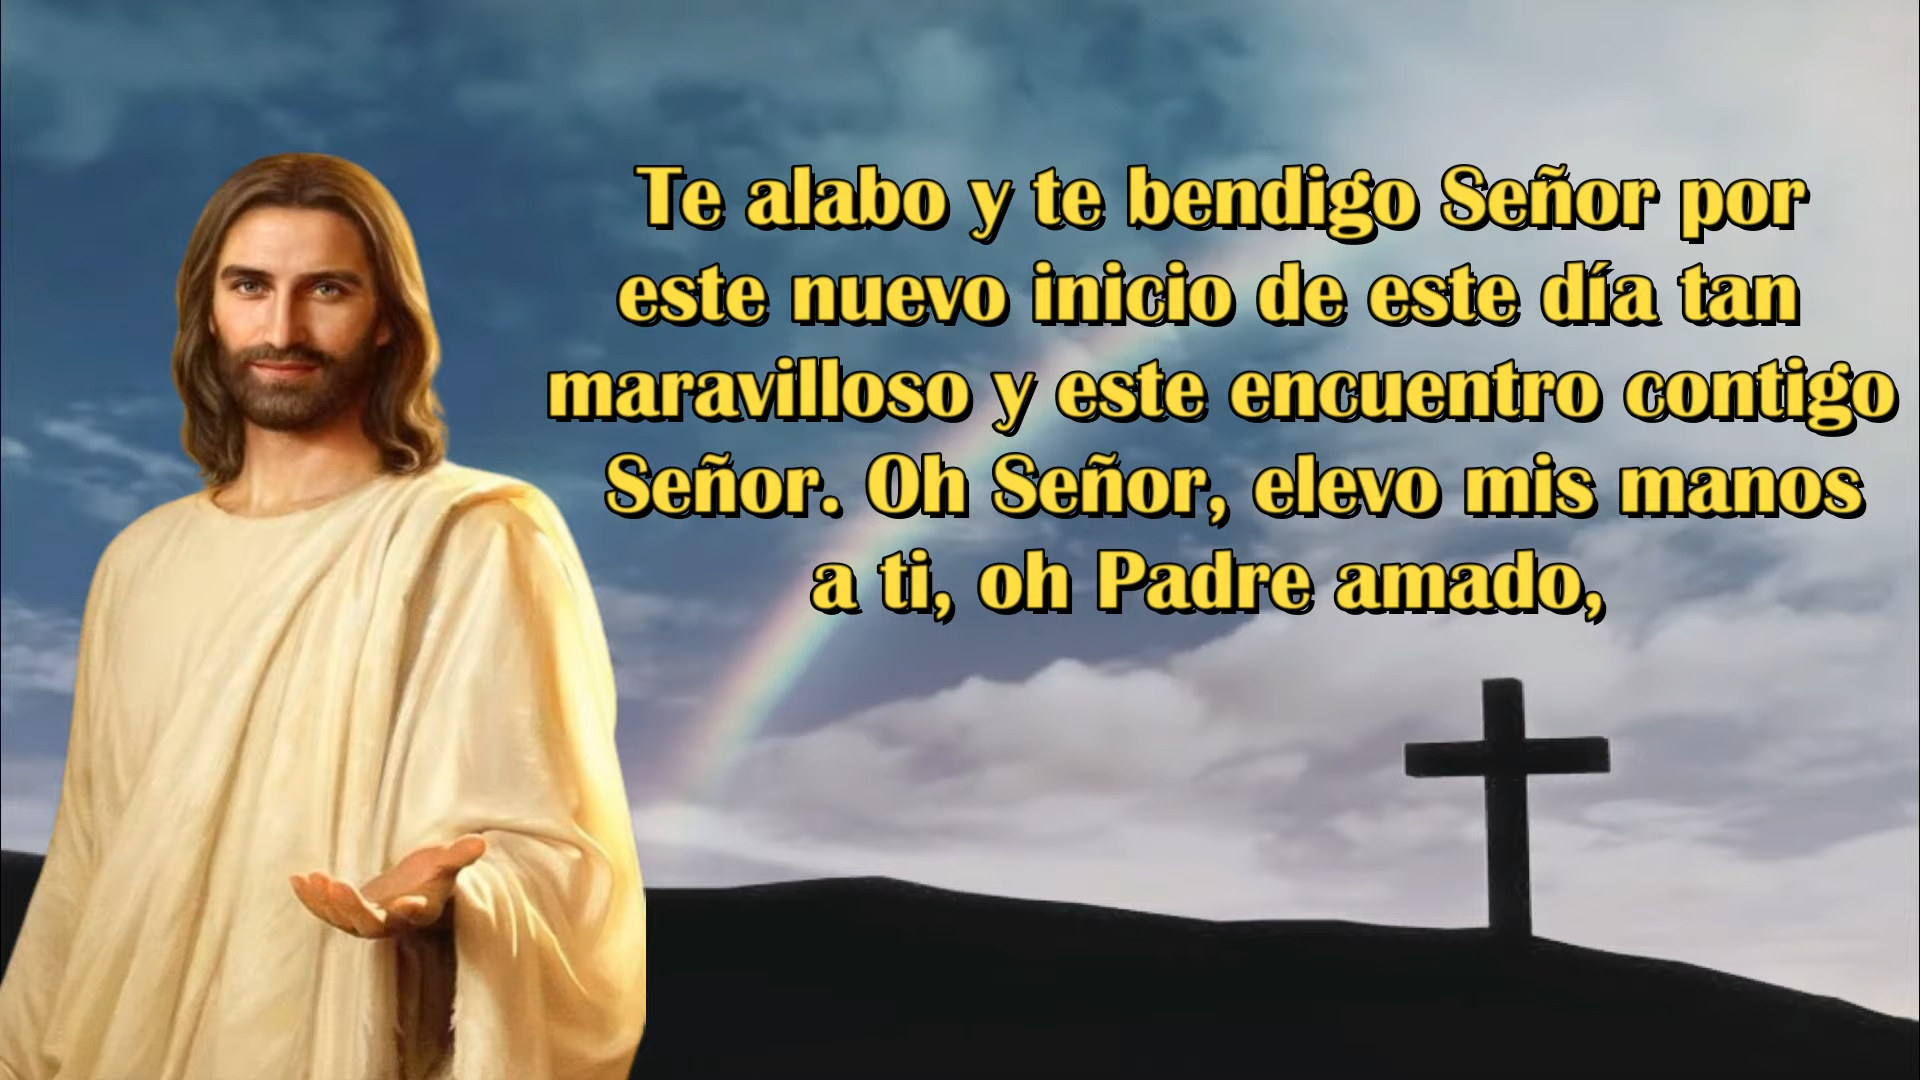 Te alabo y te bendigo Señor por
este nuevo inicio de este día tan
maravilloso y este encuentro contigo
Señor. Oh Señor, elevo mis manos
a ti, oh Padre amado,